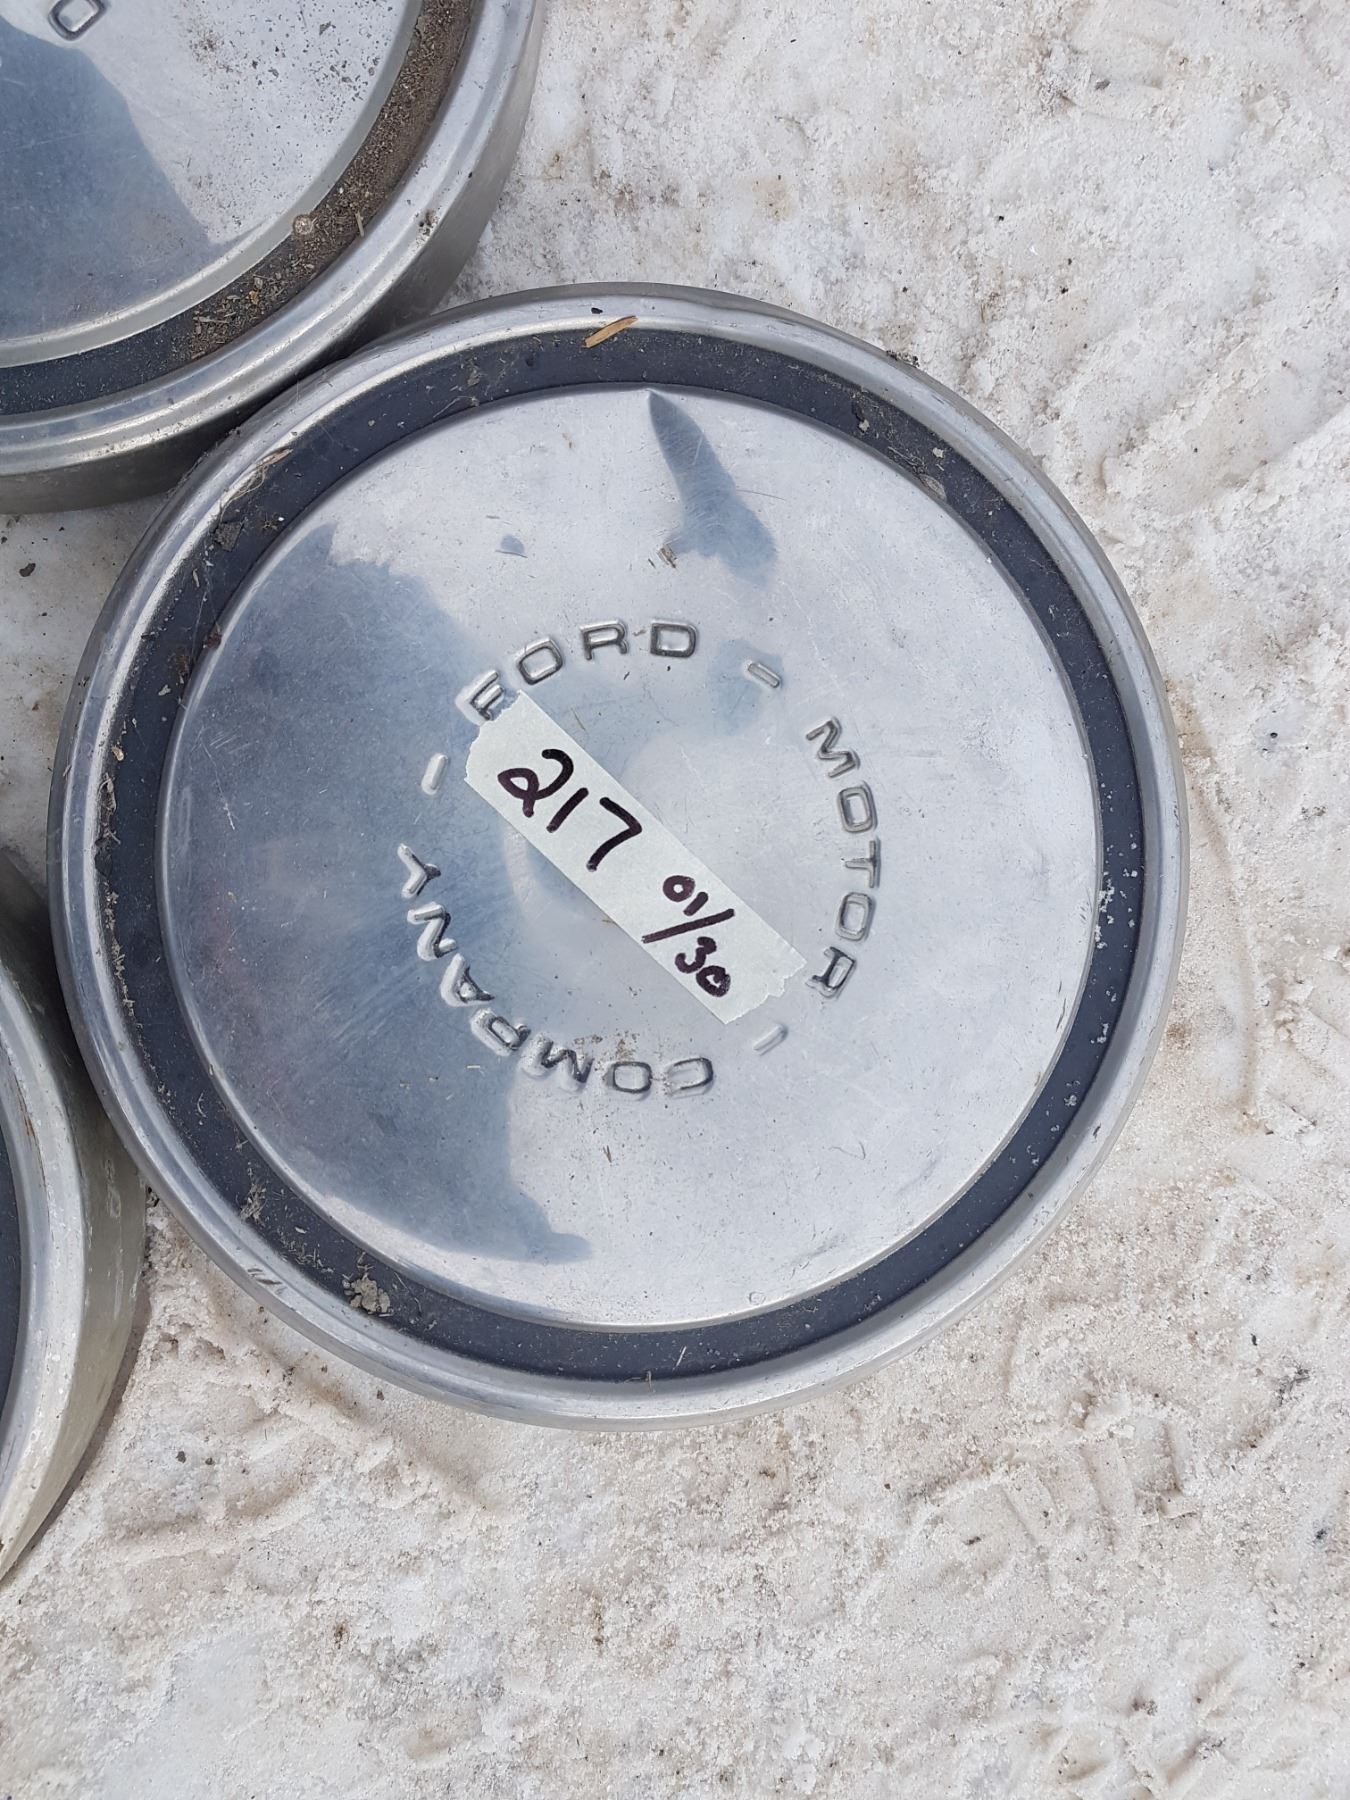 FORD - MOTOR - COMPANY -
217 01/30
O